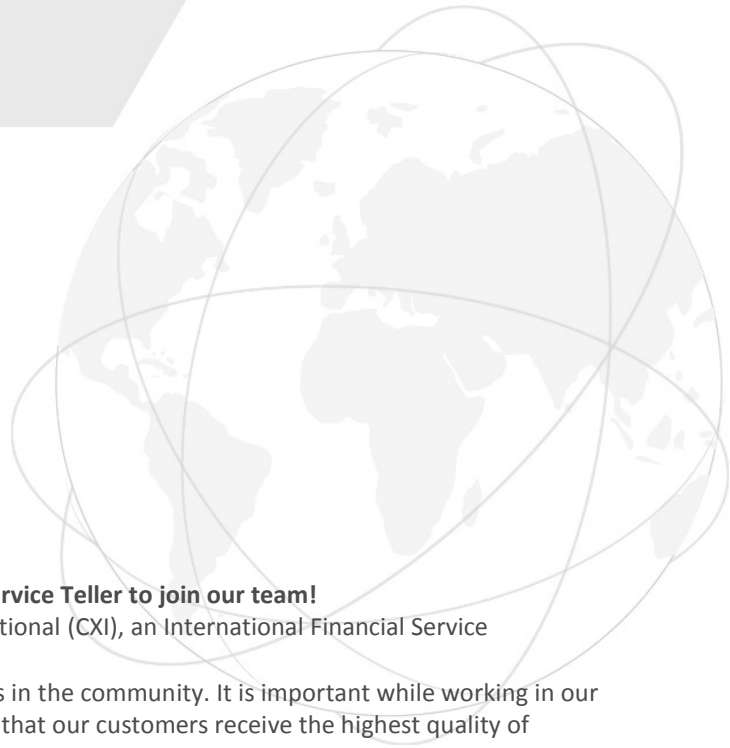 rvice Teller to join our team!
tional (CXI), an International Financial Service
s in the community. It is important while working in our
that our customers receive the highest quality of